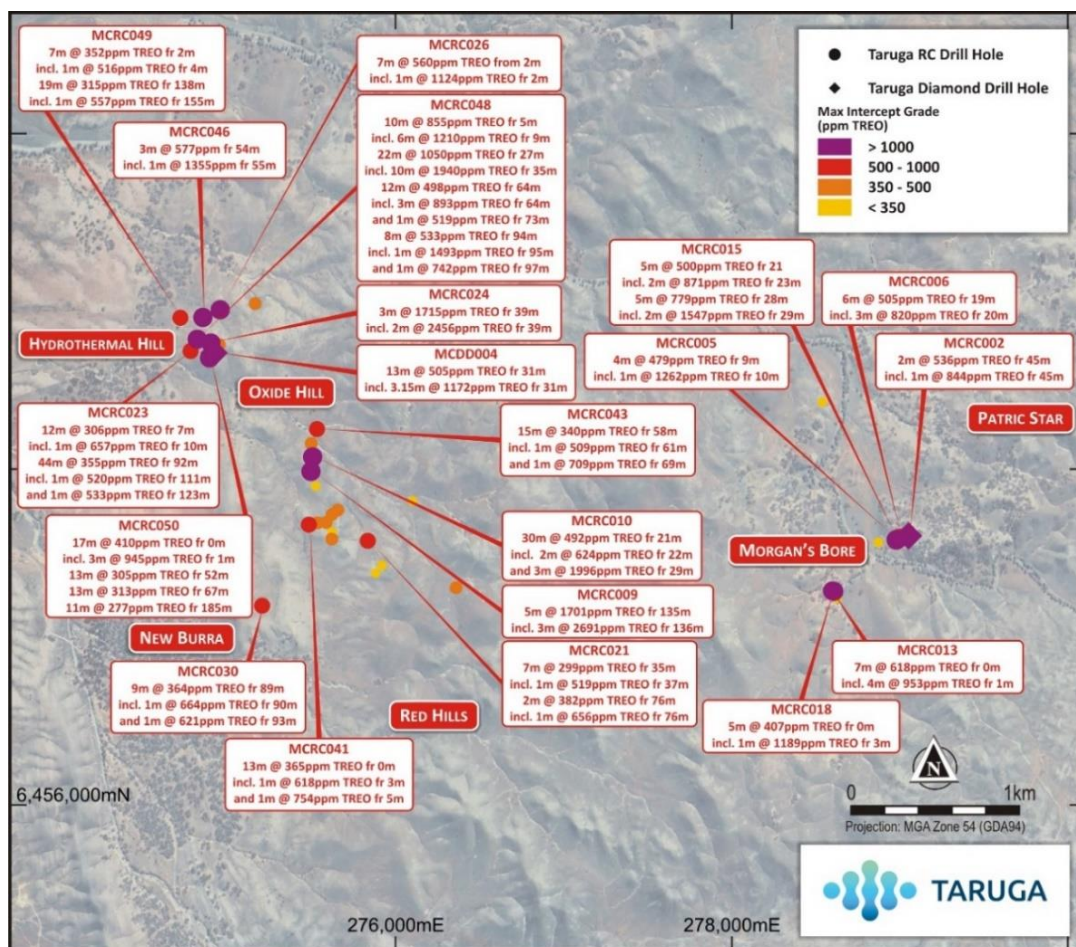 MCRC049
7m @ 352ppm TREO fr 2m
incl. 1m @ 516ppm TREO fr 4m
19m @ 315ppm TREO fr 138m
incl. 1m @ 557ppm TREO fr 155m
MCRC026
7m @ 560ppm TREO from 2m
incl. 1m @ 1124ppm TREO fr 2m
MCRC046
3m @ 577ppm fr 54m
incl. 1m @ 1355ppm fr 55m
MCRC048
10m @ 855ppm fr 5m
incl. 6m @ 1210ppm TREO fr 9m
22m @ 1050ppm TREO fr 27m
incl. 10m @ 1940ppm TREO fr 35m
12m @ 498ppm TREO fr 64m
incl. 3m @ 893ppm TREO fr 64m
and 1m @ 519ppm TREO fr 73m
8m @ 533ppm TREO fr 94m
incl. 1m @ 1493ppm TREO fr 95m
and 1m @ 742ppm TREO fr 97m
Taruga RC Drill Hole
Taruga Diamond Drill Hole
Max Intercept Grade
(ppm TREO)
> 1000
500 - 1000
350 - 500
< 350
MCRC024
3m @ 1715ppm TREO fr 39m
incl. 2m @ 2456ppm TREO fr 39m
MCDD004
13m @ 505ppm TREO fr 31m
incl. 3.15m @ 1172ppm TREO fr 31m
MCRC015
5m @ 500ppm TREO fr 21
incl. 2m @ 871ppm TREO fr 23m
5m @ 779ppm TREO fr 28m
incl. 2m @ 1547ppm TREO fr 29m
MCRC006
6m @ 505ppm TREO fr 19m
incl. 3m @ 820ppm TREO fr 20m
MCRC005
4m @ 479ppm TREO fr 9m
incl. 1m @ 1262ppm TREO fr 10m
MCRC002
2m @ 536ppm TREO fr 45m
incl. 1m @ 844ppm TREO fr 45m
HYDROTHERMAL HILL
OXIDE HILL
PATRIC STAR
MCRC023
12m @ 306ppm TREO fr 7m
incl. 1m @ 657ppm TREO fr 10m
44m @ 355ppm TREO fr 92m
incl. 1m @ 520ppm TREO fr 111m
and 1m @ 533ppm TREO fr 123m
MCRC043
15m @ 340ppm TREO fr 58m
incl. 1m @ 509ppm TREO fr 61m
and 1m @ 709ppm TREO fr 69m
MCRC050
17m @ 410ppm TREO fr 0m
incl. 3m @ 945ppm TREO fr 1m
13m @ 305ppm TREO fr 52m
13m @ 313ppm TREO fr 67m
11m @ 277ppm TREO fr 185m
MCRC010
30m @ 492ppm TREO fr 21m
incl. 2m @ 624ppm TREO fr 22m
and 3m @ 1996ppm TREO fr 29m
MORGAN'S BORE
MCRC009
5m @ 1701ppm TREO fr 135m
incl. 3m @ 2691ppm TREO fr 136m
NEW BURRA
MCRC030
9m @ 364ppm TREO fr 89m
incl. 1m @ 664ppm TREO fr 90m
and 1m @ 621ppm TREO fr 93m
MCRC021
7m @ 299ppm TREO fr 35m
incl. 1m @ 519ppm TREO fr 37m
2m @ 382ppm TREO fr 76m
incl. 1m @ 656ppm TREO fr 76m
MCRC013
7m @ 618ppm TREO fr 0m
incl. 4m @ 953ppm TREO fr 1m
RED HILLS
MCRC018
5m @ 407ppm TREO fr 0m
incl. 1m @ 1189ppm TREO fr 3m
MCRC041
13m @ 365ppm TREO fr 0m
incl. 1m @ 618ppm TREO fr 3m
and 1m @ 754ppm TREO fr 5m
N
6,456,000mN
0 1km
Projection: MGA Zone 54 (GDA94)
TARUGA
276,000mE
278,000mE